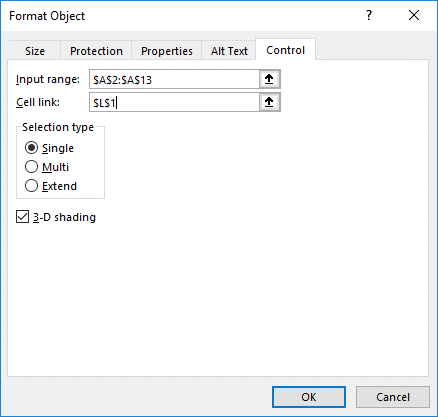 Format Object
Size Protection Properties Alt Text Control
Input range: $A$2:$A$13
Cell link: $L$1
Selection type
Single
Multi
Extend
3-D shading
OK Cancel